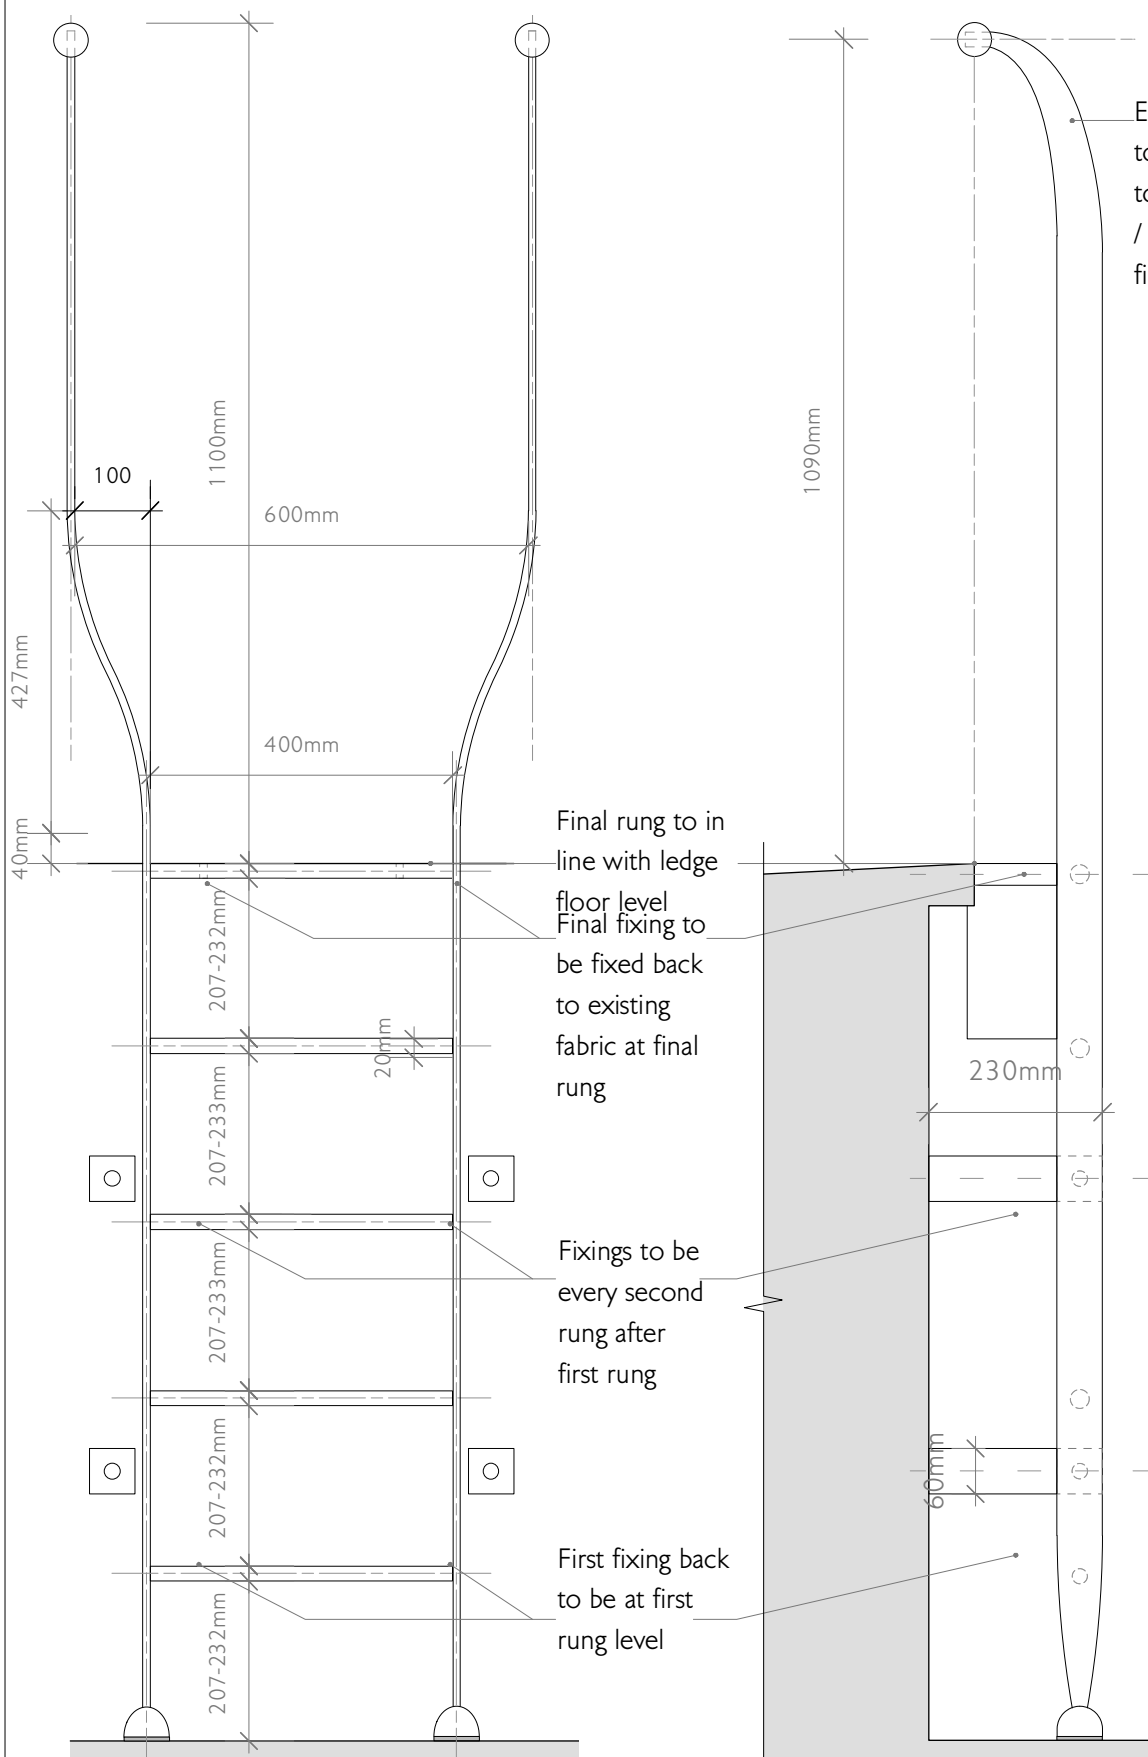 100
1100mm
600mm
427mm
400mm
40mm
207-232mm
20mm
207-233mm
207-233mm
207-232mm
207-232mm
Final rung to in
line with ledge
floor level
Final fixing to
be fixed back
to existing
fabric at final
rung
Fixings to be
every second
rung after
first rung
First fixing back
to be at first
rung level
1090mm
230mm
60mm
E
to
to
/
fi